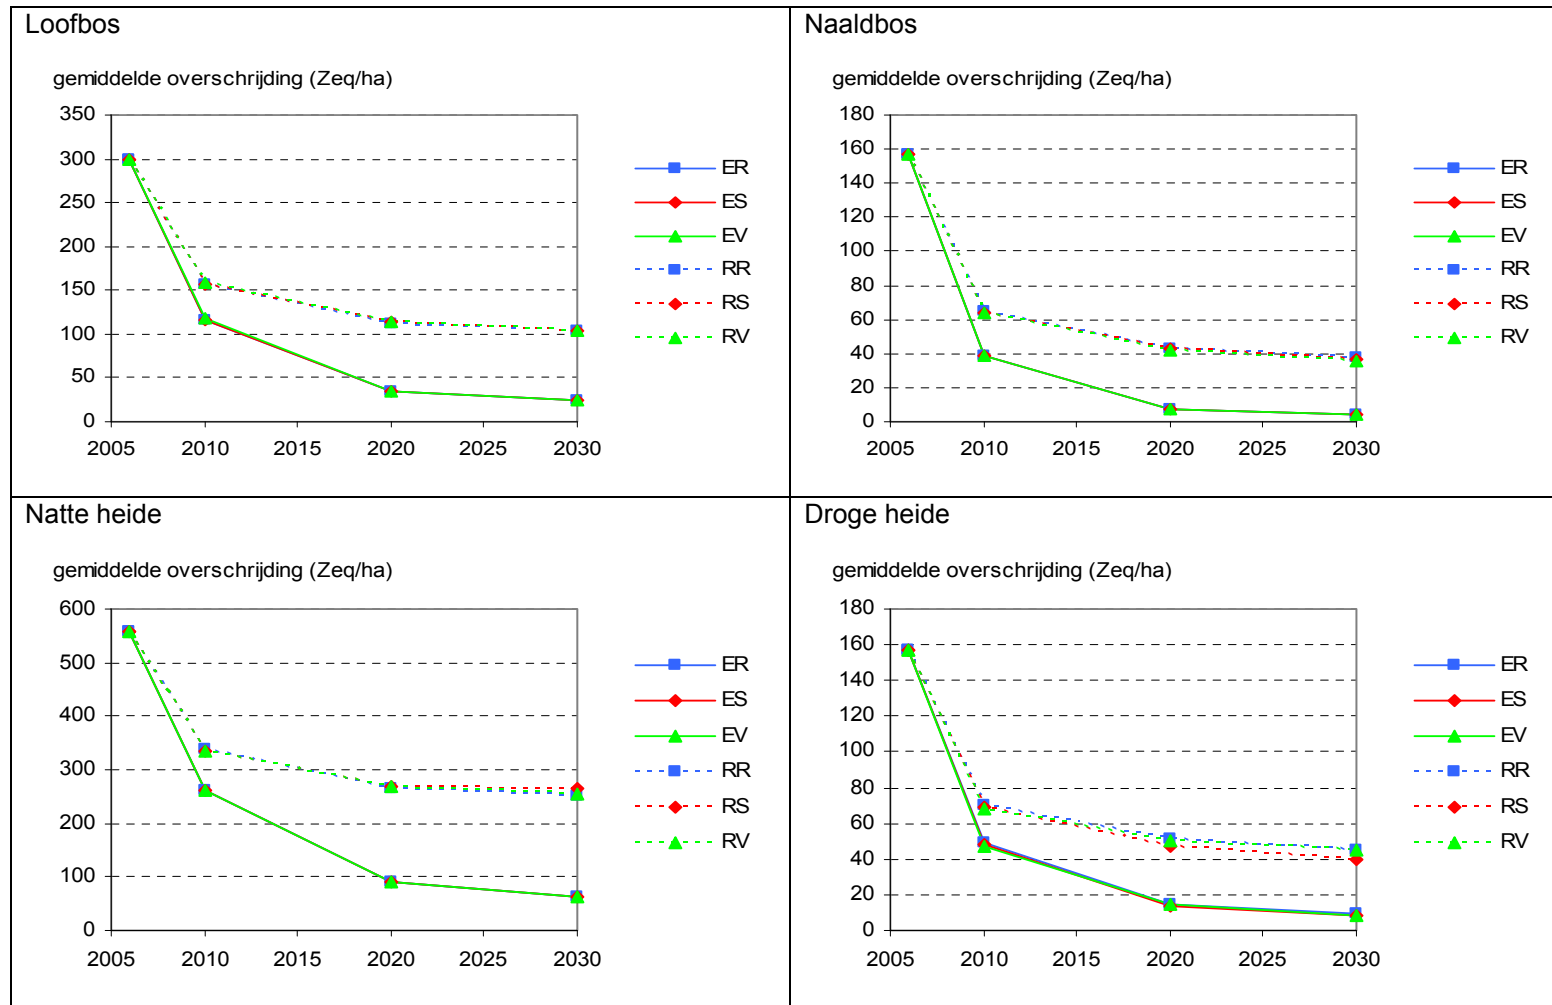 Loofbos
gemiddelde overschrijding (Zeq/ha)
350
300
250
200
150
100
50
0
2005 2010 2015 2020 2025 2030
ER
ES
EV
RR
RS
RV
Naaldbos
gemiddelde overschrijding (Zeq/ha)
180
160
140
120
100
80
60
40
20
0
2005 2010 2015 2020 2025 2030
ER
ES
EV
RR
RS
RV
Natte heide
gemiddelde overschrijding (Zeq/ha)
600
500
400
300
200
100
0
2005 2010 2015 2020 2025 2030
ER
ES
EV
RR
RS
RV
Droge heide
gemiddelde overschrijding (Zeq/ha)
180
160
140
120
100
80
60
40
20
0
2005 2010 2015 2020 2025 2030
ER
ES
EV
RR
RS
RV